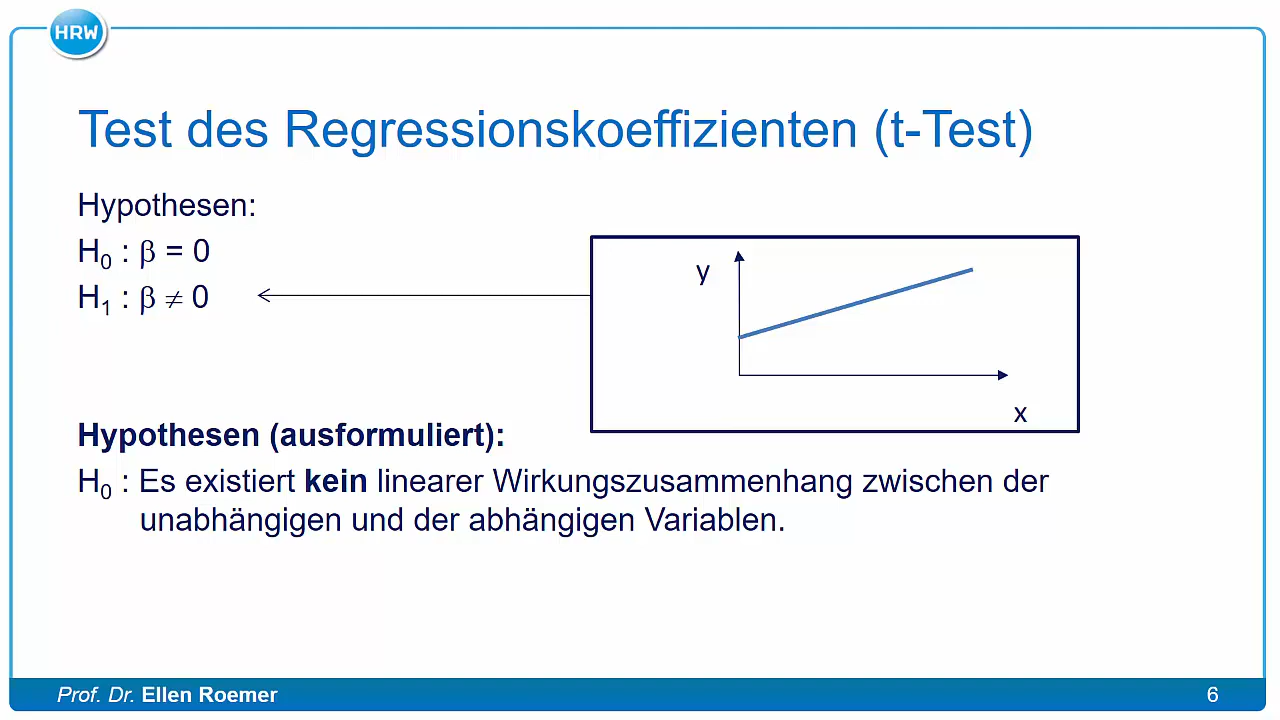 HRW
Test des Regressionskoeffizienten (t-Test)
Hypothesen:
H₀ : β = 0
H₁ : β ≠ 0
y
x
Hypothesen (ausformuliert):
H₀ : Es existiert kein linearer Wirkungszusammenhang zwischen der
unabhängigen und der abhängigen Variablen.
Prof. Dr. Ellen Roemer
6